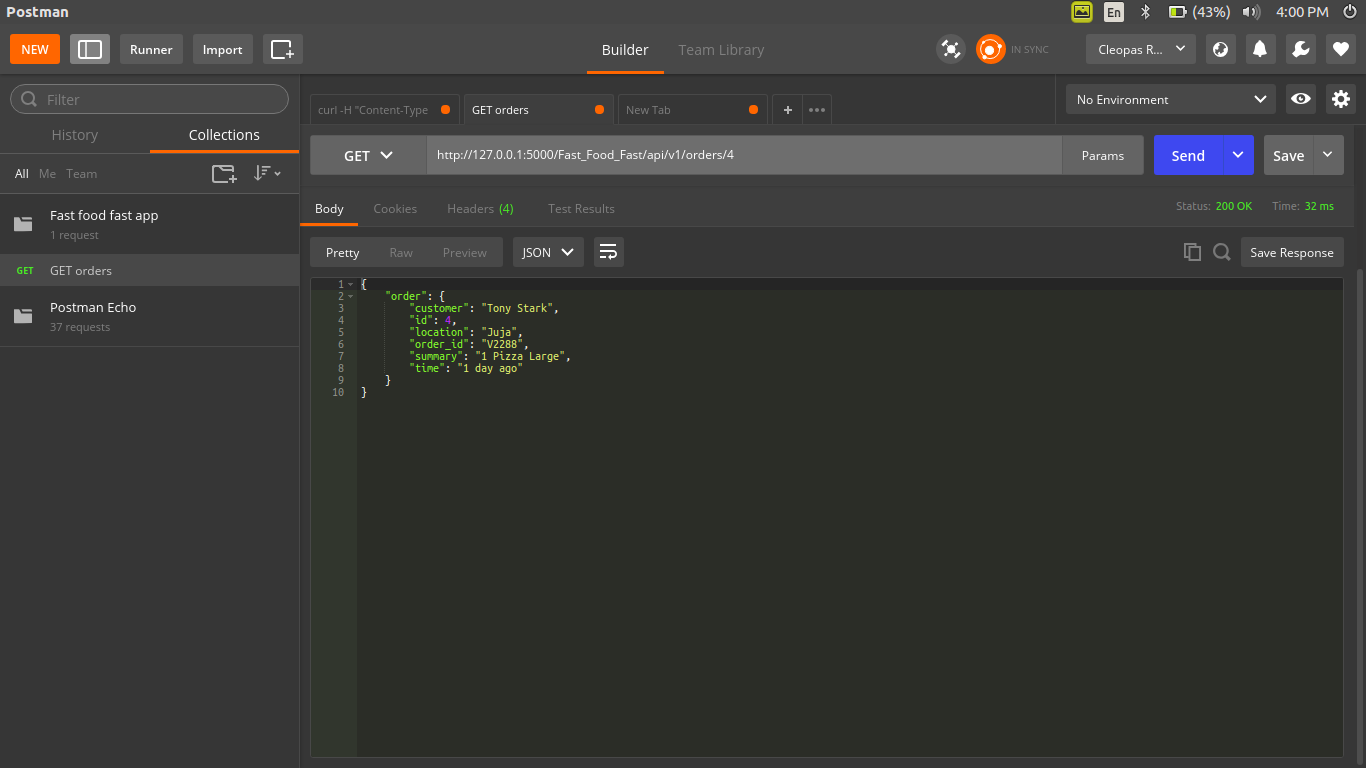 Postman
En
(43%)
4:00 PM
NEW
Runner
Import
Builder
Team Library
IN SYNC
Cleopas R...
Filter
History
Collections
All Me Team
Fast food fast app
1 request
GET GET orders
Postman Echo
37 requests
curl -H "Content-Type
GET orders
New Tab
No Environment
GET
http://127.0.0.1:5000/Fast_Food_Fast/api/v1/orders/4
Params
Send
Save
Body
Cookies
Headers (4)
Test Results
Status: 200 OK
Time: 32 ms
Pretty
Raw
Preview
JSON
Save Response
1 {
2 "order": {
3 "customer": "Tony Stark",
4 "id": 4,
5 "location": "Juja",
6 "order_id": "V2288",
7 "summary": "1 Pizza Large",
8 "time": "1 day ago"
9 }
10 }